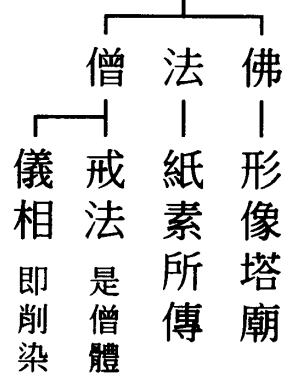 佛
形像塔廟
法
紙素所傳
僧
戒法 是僧體
儀相 即削染